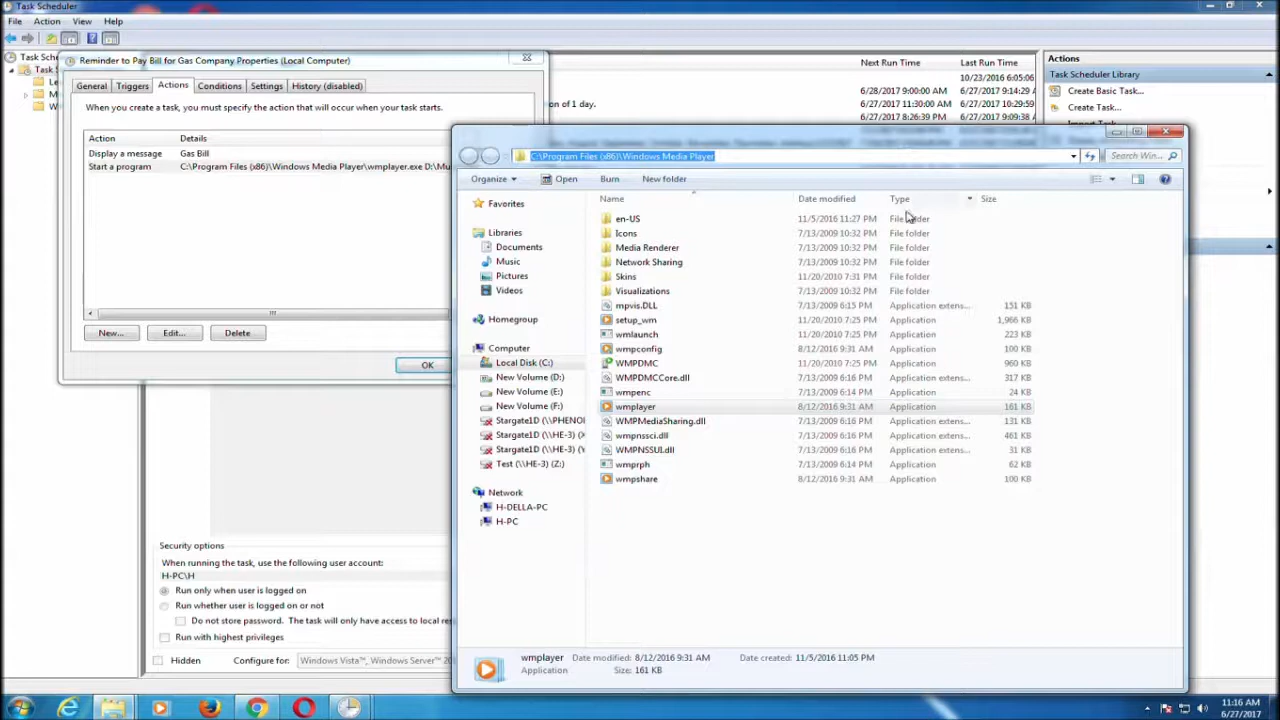 Task Scheduler
File Action View Help
Task Sc
Task S
Le
M
W
Next Run Time Last Run Time
10/23/2016 6:05:06
6/28/2017 9:00:00 AM 6/27/2017 9:14:29
on of 1 day. 6/27/2017 11:30:00 AM 6/27/2017 10:29:59
6/27/2017 8:26:39 PM 6/27/2017 9:09:38
Actions
Task Scheduler Library
Create Basic Task...
Create Task...
Import Task...
Reminder to Pay Bill for Gas Company Properties (Local Computer)
General Triggers Actions Conditions Settings History (disabled)
When you create a task, you must specify the action that will occur when your task starts.
Action Details
Display a message Gas Bill
Start a program C:\Program Files (x86)\Windows Media Player\wmplayer.exe D:\Mu
New... Edit... Delete
OK
Security options
When running the task, use the following user account:
H-PC\H
Run only when user is logged on
Run whether user is logged on or not
Do not store password. The task will only have access to local res
Run with highest privileges
Hidden Configure for: Windows Vista™, Windows Server™ 20
C:\Program Files (x86)\Windows Media Player
Search Win...
Organize Open Burn New folder
Favorites
Libraries
Documents
Music
Pictures
Videos
Homegroup
Computer
Local Disk (C:)
New Volume (D:)
New Volume (E:)
New Volume (F:)
Stargate1D (\\PHENO
Stargate1D (\\HE-3) (X
Stargate1D (\\HE-3) (Y
Test (\\HE-3) (Z:)
Network
H-DELLA-PC
H-PC
Name Date modified Type Size
en-US 11/5/2016 11:27 PM File folder
Icons 7/13/2009 10:32 PM File folder
Media Renderer 7/13/2009 10:32 PM File folder
Network Sharing 7/13/2009 10:32 PM File folder
Skins 11/20/2010 7:31 PM File folder
Visualizations 7/13/2009 10:32 PM File folder
mpvis.DLL 7/13/2009 6:15 PM Application extens... 151 KB
setup_wm 11/20/2010 7:25 PM Application 1,966 KB
wmlaunch 11/20/2010 7:25 PM Application 223 KB
wmpconfig 8/12/2016 9:31 AM Application 100 KB
WMPDMC 11/20/2010 7:25 PM Application 960 KB
WMPDMCCore.dll 7/13/2009 6:16 PM Application extens... 317 KB
wmpenc 7/13/2009 6:14 PM Application 24 KB
wmplayer 8/12/2016 9:31 AM Application 161 KB
WMPMediaSharing.dll 7/13/2009 6:16 PM Application extens... 131 KB
wmpnssci.dll 7/13/2009 6:16 PM Application extens... 461 KB
WMPNSSUI.dll 7/13/2009 6:16 PM Application extens... 31 KB
wmprph 7/13/2009 6:14 PM Application 62 KB
wmpshare 8/12/2016 9:31 AM Application 100 KB
wmplayer Date modified: 8/12/2016 9:31 AM Date created: 11/5/2016 11:05 PM
Application Size: 161 KB
11:16 AM
6/27/2017